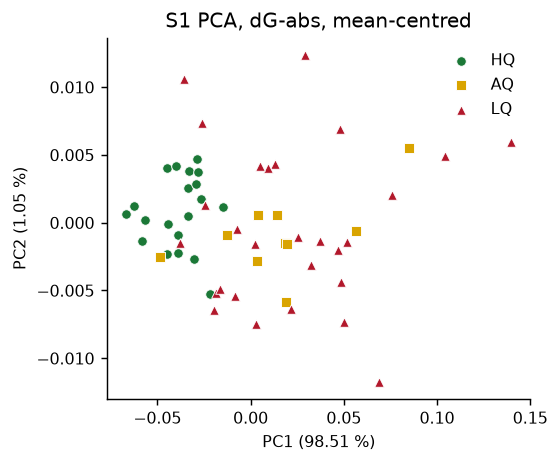 S1 PCA, dG-abs, mean-centred
HQ
AQ
LQ
0.010
0.005
0.000
−0.005
−0.010
PC2 (1.05 %)
−0.05
0.00
0.05
0.10
0.15
PC1 (98.51 %)